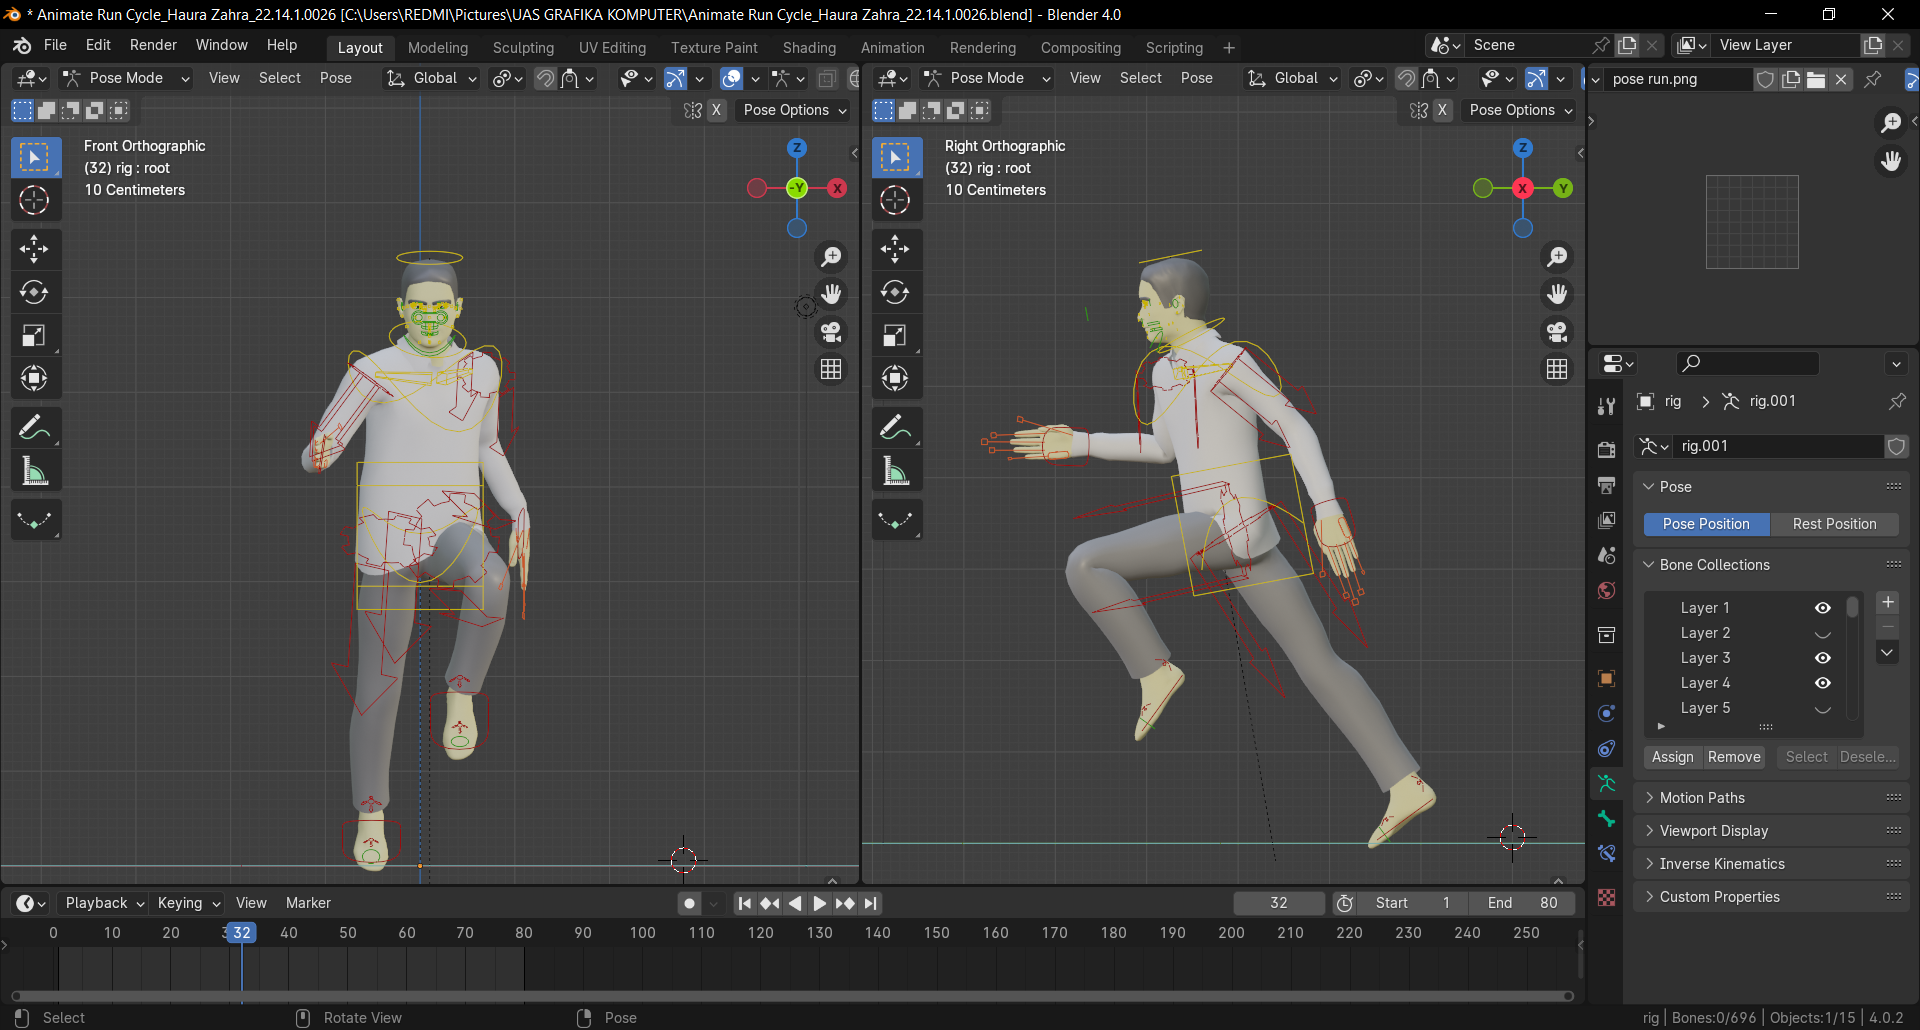 * Animate Run Cycle_Haura Zahra_22.14.1.0026 [C:\Users\REDMI\Pictures\UAS GRAFIKA KOMPUTER\Animate Run Cycle_Haura Zahra_22.14.1.0026.blend] - Blender 4.0
File Edit Render Window Help Layout Modeling Sculpting UV Editing Texture Paint Shading Animation Rendering Compositing Scripting + Scene View Layer
Pose Mode View Select Pose Global Pose Mode View Select Pose Global pose run.png
X Pose Options X Pose Options
Front Orthographic
(32) rig : root
10 Centimeters
Z
-Y X
Right Orthographic
(32) rig : root
10 Centimeters
Z
X Y
rig rig.001
rig.001
Pose
Pose Position Rest Position
Bone Collections
Layer 1
Layer 2
Layer 3
Layer 4
Layer 5
Assign Remove Select Desele...
Motion Paths
Viewport Display
Inverse Kinematics
Custom Properties
Playback Keying View Marker 32 Start 1 End 80
0 10 20 32 40 50 60 70 80 90 100 110 120 130 140 150 160 170 180 190 200 210 220 230 240 250
Select Rotate View Pose rig | Bones:0/696 | Objects:1/15 | 4.0.2